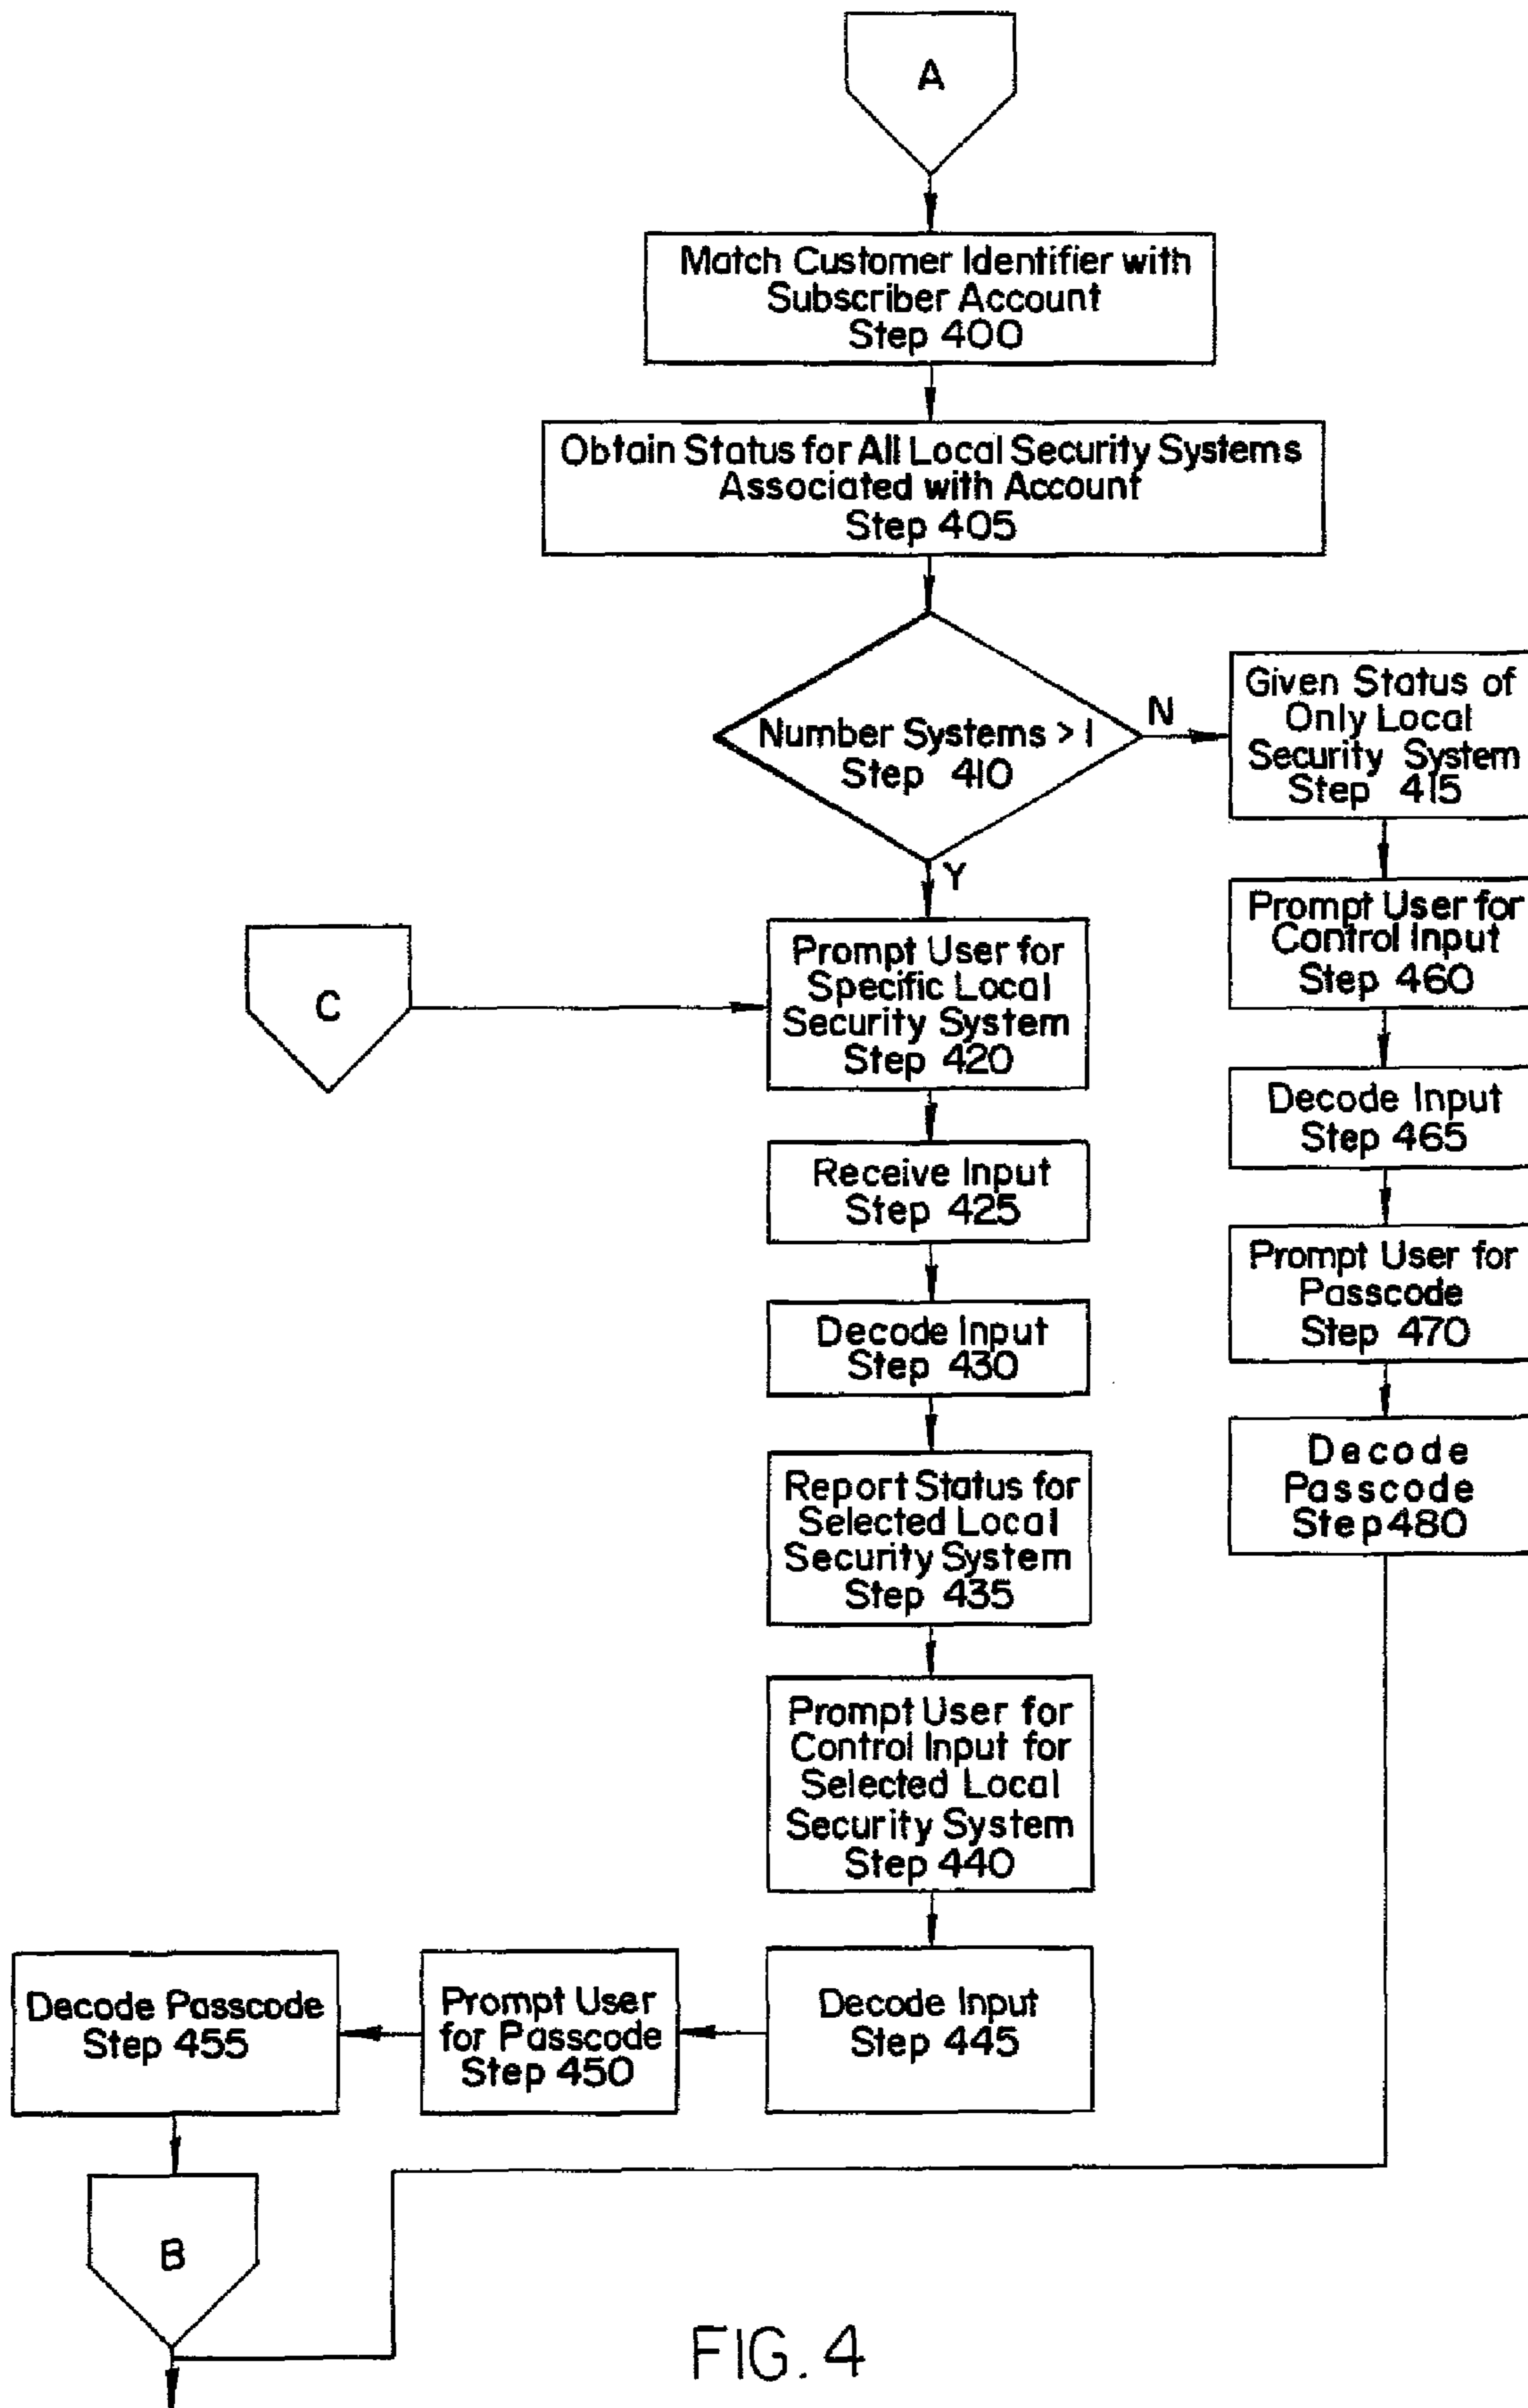 A
Match Customer Identifier with
Subscriber Account
Step 400
Obtain Status for All Local Security Systems
Associated with Account
Step 405
Number Systems > 1
Step 410
N
Y
Given Status of
Only Local
Security System
Step 415
Prompt User for
Control Input
Step 460
Decode Input
Step 465
Prompt User for
Passcode
Step 470
Decode
Passcode
Step 480
C
Prompt User for
Specific Local
Security System
Step 420
Receive Input
Step 425
Decode Input
Step 430
Report Status for
Selected Local
Security System
Step 435
Prompt User for
Control Input for
Selected Local
Security System
Step 440
Decode Input
Step 445
Prompt User
for Passcode
Step 450
Decode Passcode
Step 455
B
FIG. 4